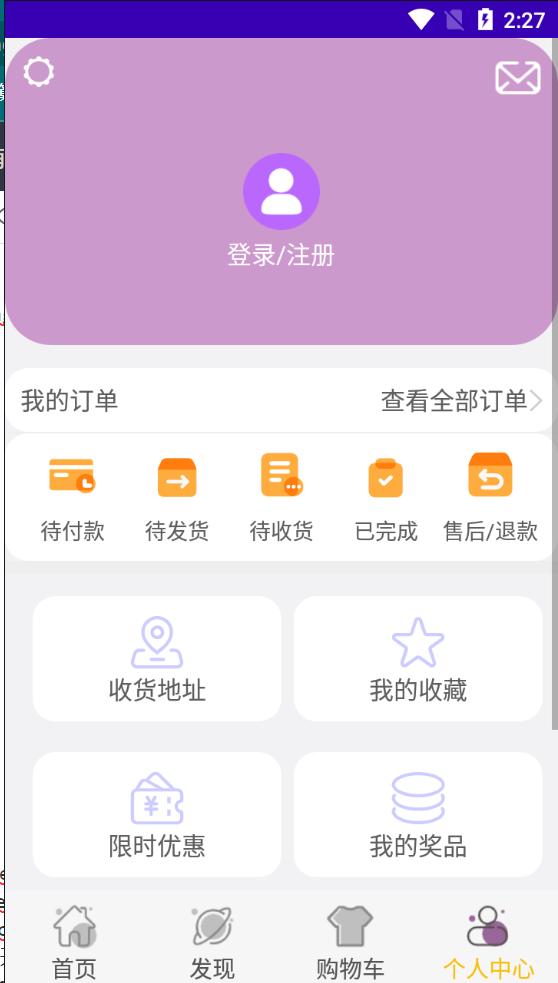 2:27
登录/注册
我的订单 查看全部订单
待付款 待发货 待收货 已完成 售后/退款
收货地址 我的收藏
¥
限时优惠 我的奖品
首页 发现 购物车 个人中心